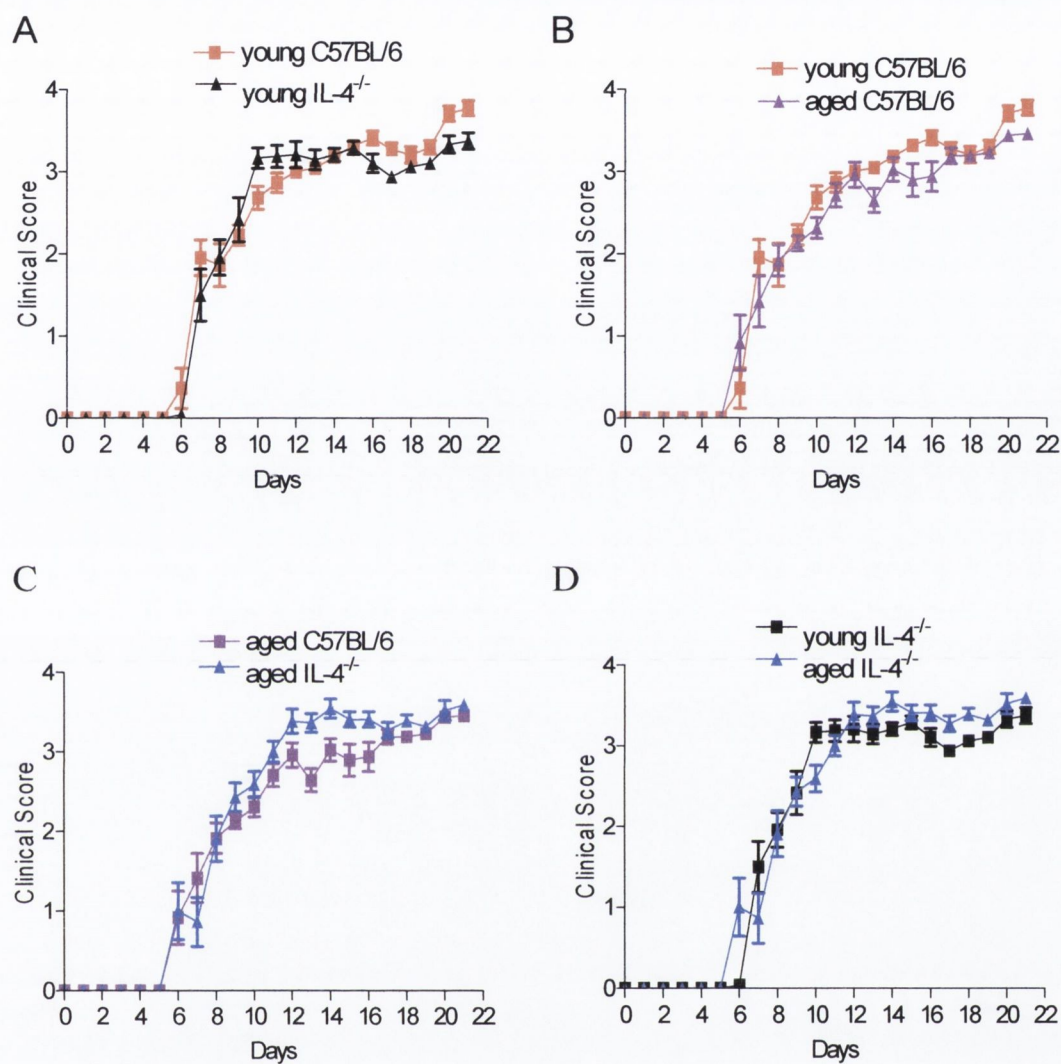 A
young C57BL/6
young IL-4-/-
4
3
2
1
0
Clinical Score
0 2 4 6 8 10 12 14 16 18 20 22
Days
B
young C57BL/6
aged C57BL/6
4
3
2
1
0
Clinical Score
0 2 4 6 8 10 12 14 16 18 20 22
Days
C
aged C57BL/6
aged IL-4-/-
4
3
2
1
0
Clinical Score
0 2 4 6 8 10 12 14 16 18 20 22
Days
D
young IL-4-/-
aged IL-4-/-
4
3
2
1
0
Clinical Score
0 2 4 6 8 10 12 14 16 18 20 22
Days